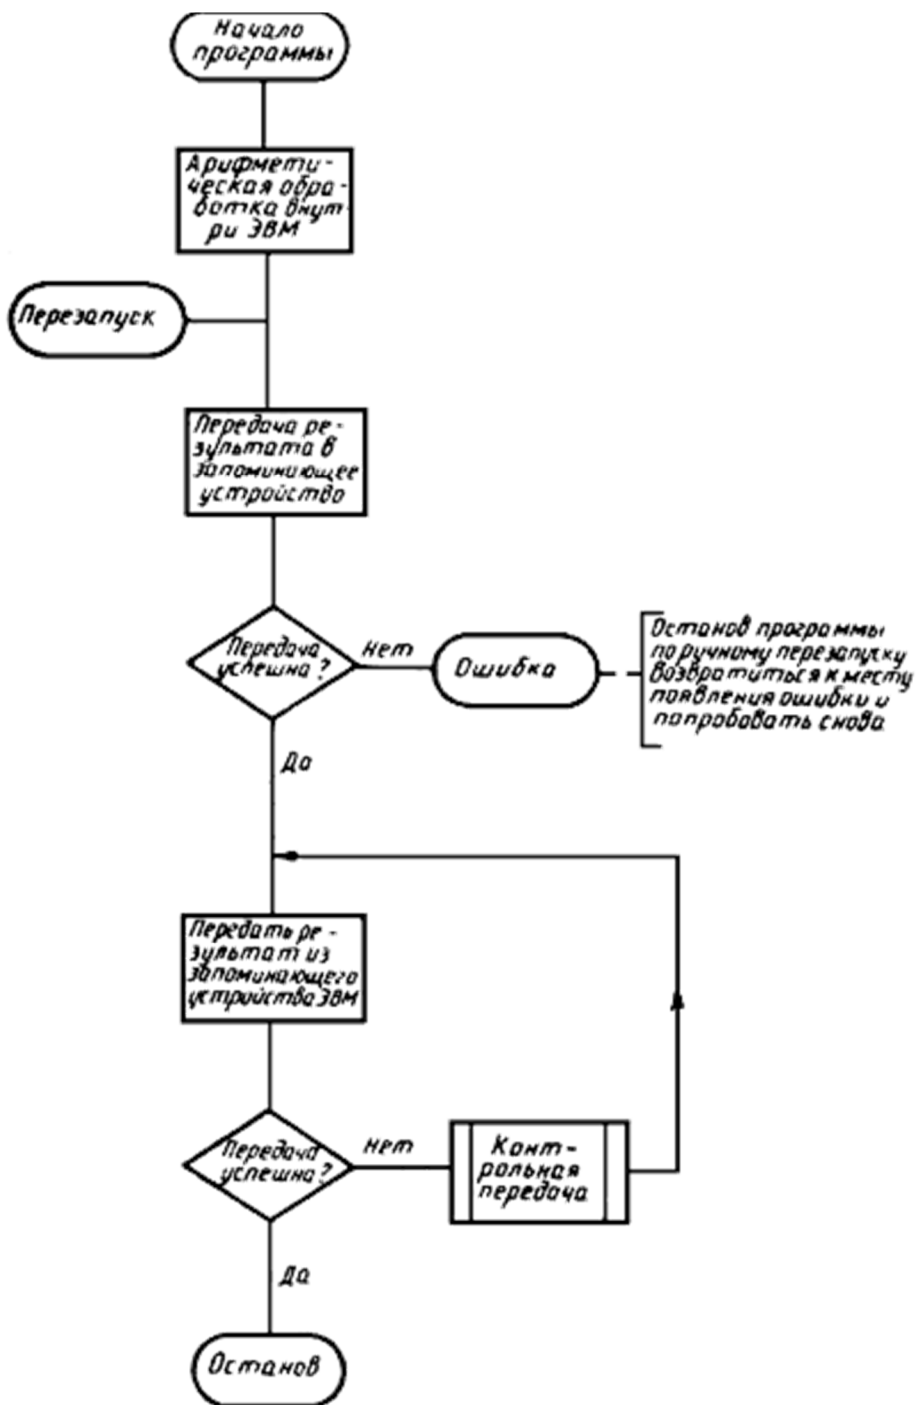 Начало
программы
Арифмети-
ческая обра-
ботка внут-
ри ЭВМ
Перезапуск
Передача ре-
зультата в
запоминающее
устройство
Передача
успешна?
Нет
Ошибка
Останов программы
по ручному перезапуску
возвратиться к месту
появления ошибки и
попробовать снова
Да
Передать ре-
зультат из
запоминающего
устройства ЭВМ
Передача
успешна?
Нет
Конт-
рольная
передача
Да
Останов